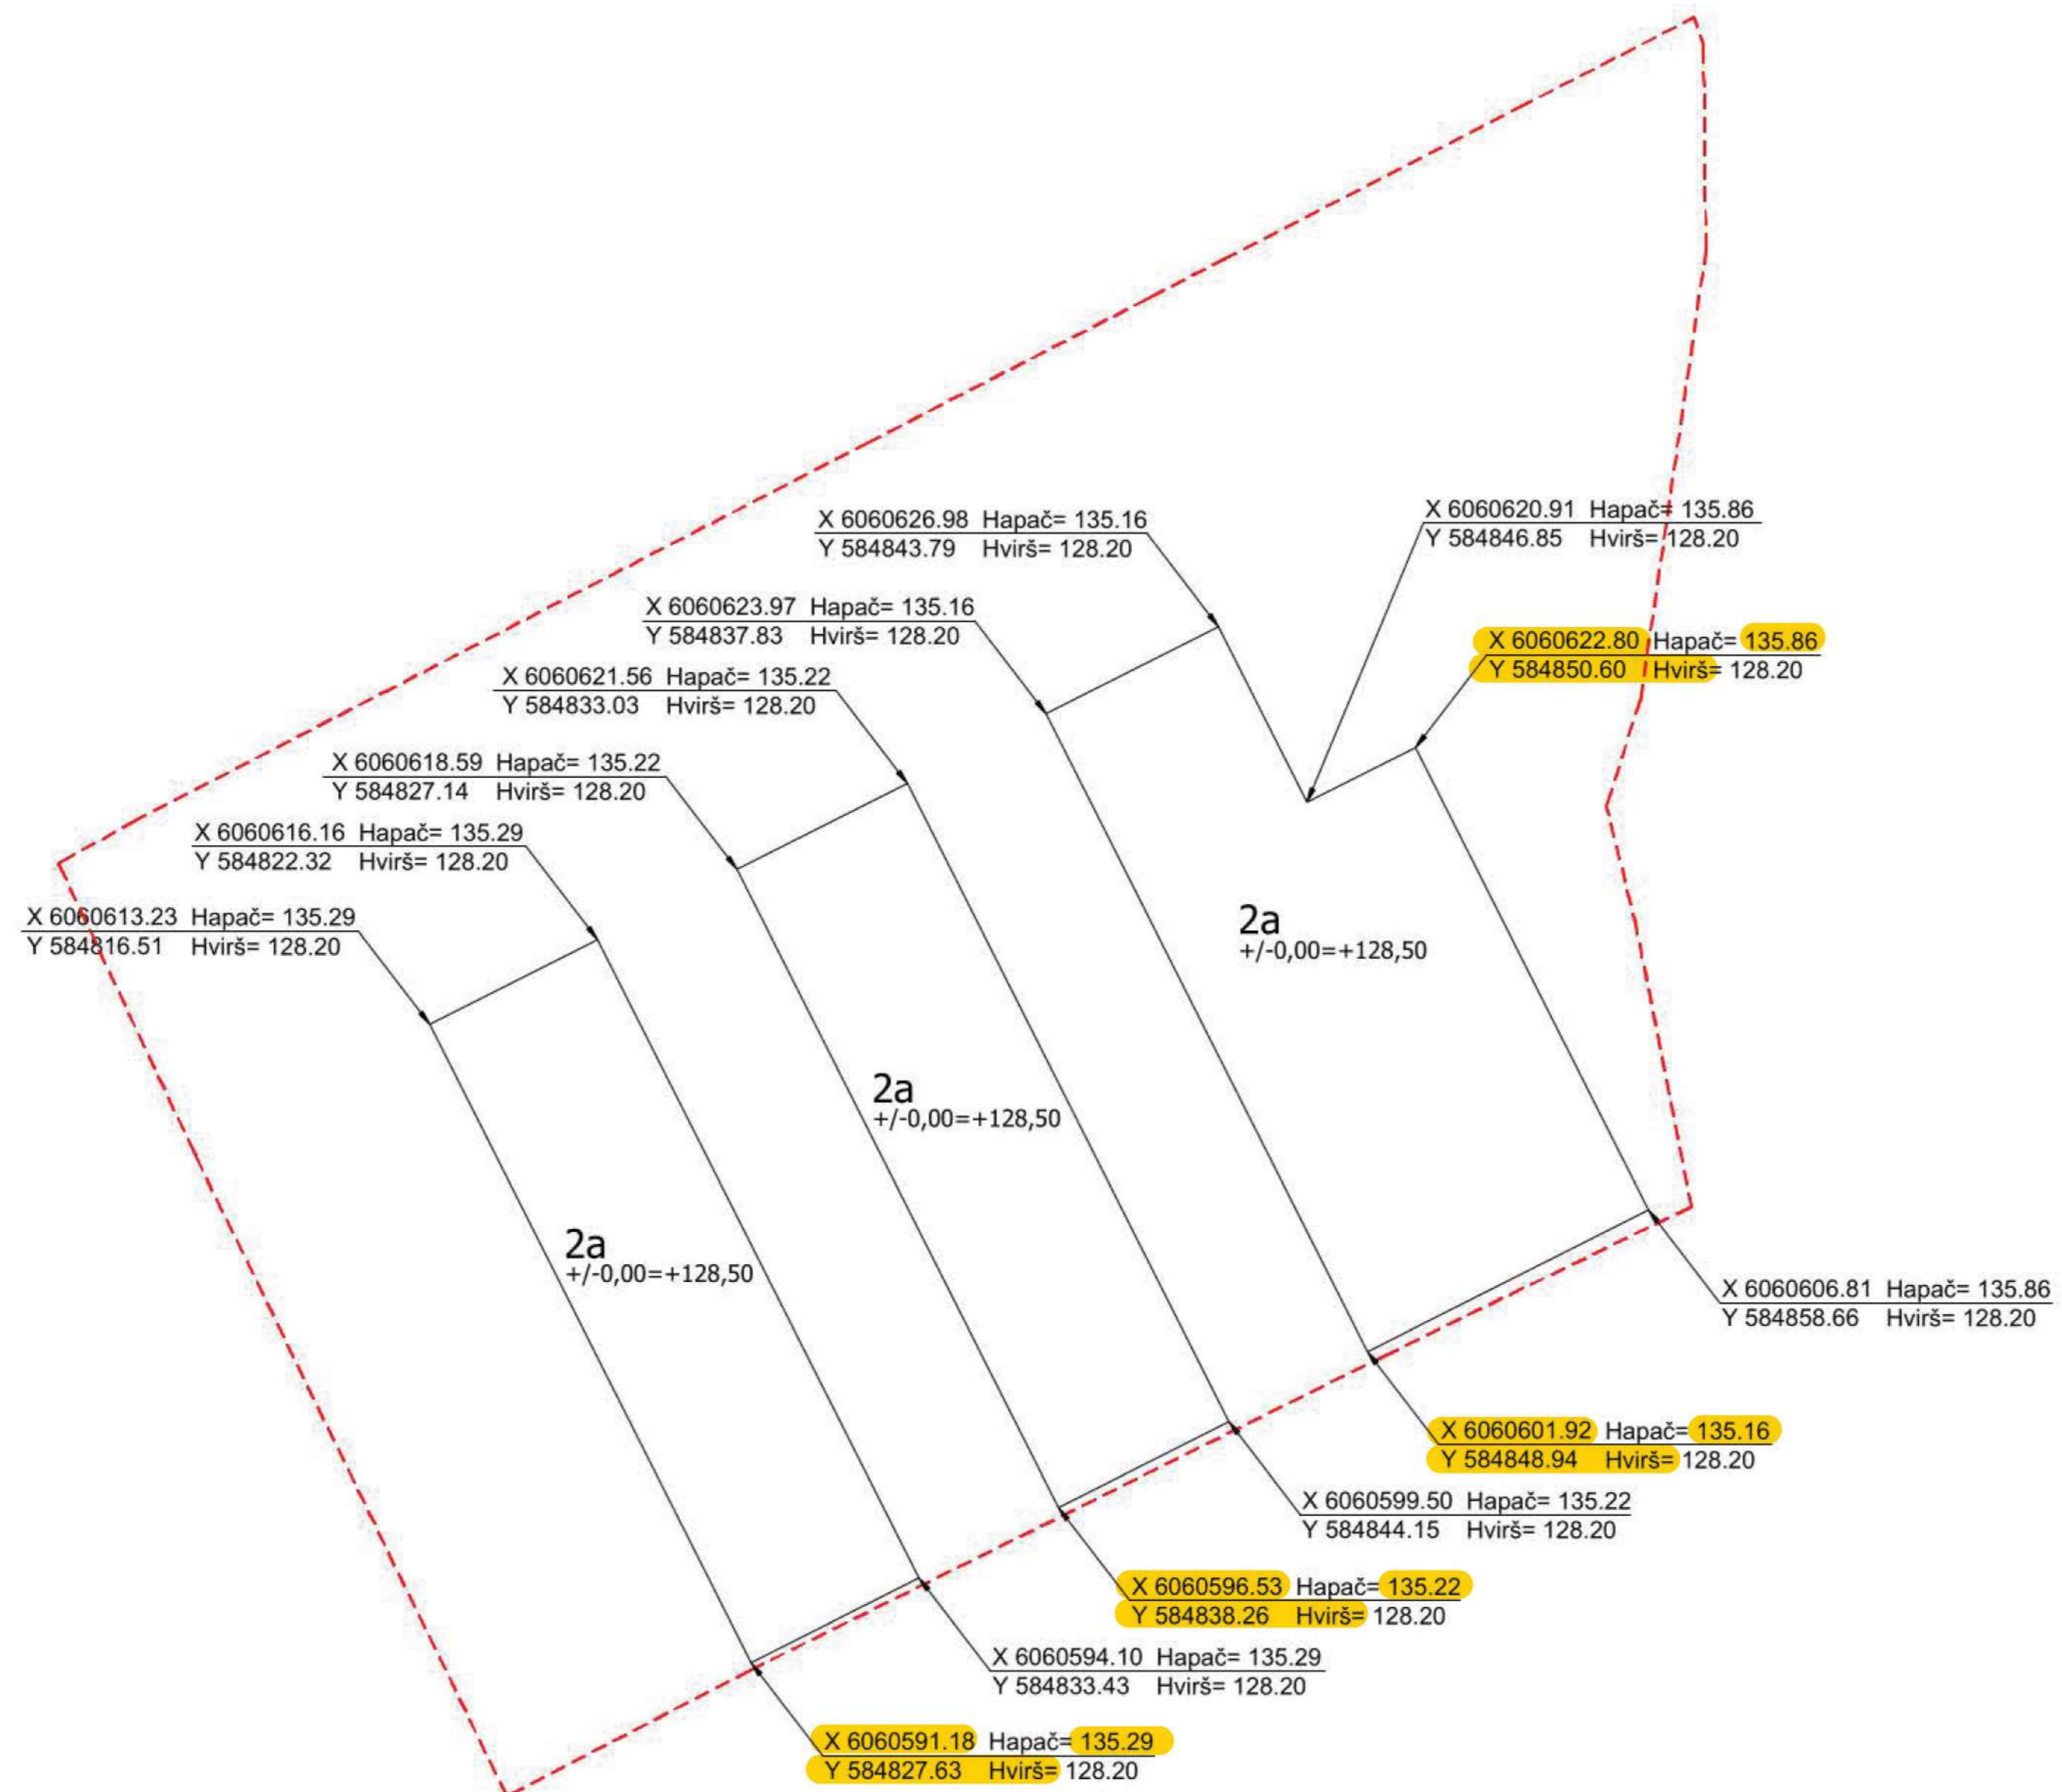 X 6060626.98 Hapač= 135.16
Y 584843.79 Hvirš= 128.20
X 6060620.91 Hapač= 135.86
Y 584846.85 Hvirš= 128.20
X 6060623.97 Hapač= 135.16
Y 584837.83 Hvirš= 128.20
X 6060622.80 Hapač= 135.86
Y 584850.60 Hvirš= 128.20
X 6060621.56 Hapač= 135.22
Y 584833.03 Hvirš= 128.20
X 6060618.59 Hapač= 135.22
Y 584827.14 Hvirš= 128.20
X 6060616.16 Hapač= 135.29
Y 584822.32 Hvirš= 128.20
X 6060613.23 Hapač= 135.29
Y 584816.51 Hvirš= 128.20
2a
+/-0,00=+128,50
2a
+/-0,00=+128,50
2a
+/-0,00=+128,50
X 6060606.81 Hapač= 135.86
Y 584858.66 Hvirš= 128.20
X 6060601.92 Hapač= 135.16
Y 584848.94 Hvirš= 128.20
X 6060599.50 Hapač= 135.22
Y 584844.15 Hvirš= 128.20
X 6060596.53 Hapač= 135.22
Y 584838.26 Hvirš= 128.20
X 6060594.10 Hapač= 135.29
Y 584833.43 Hvirš= 128.20
X 6060591.18 Hapač= 135.29
Y 584827.63 Hvirš= 128.20